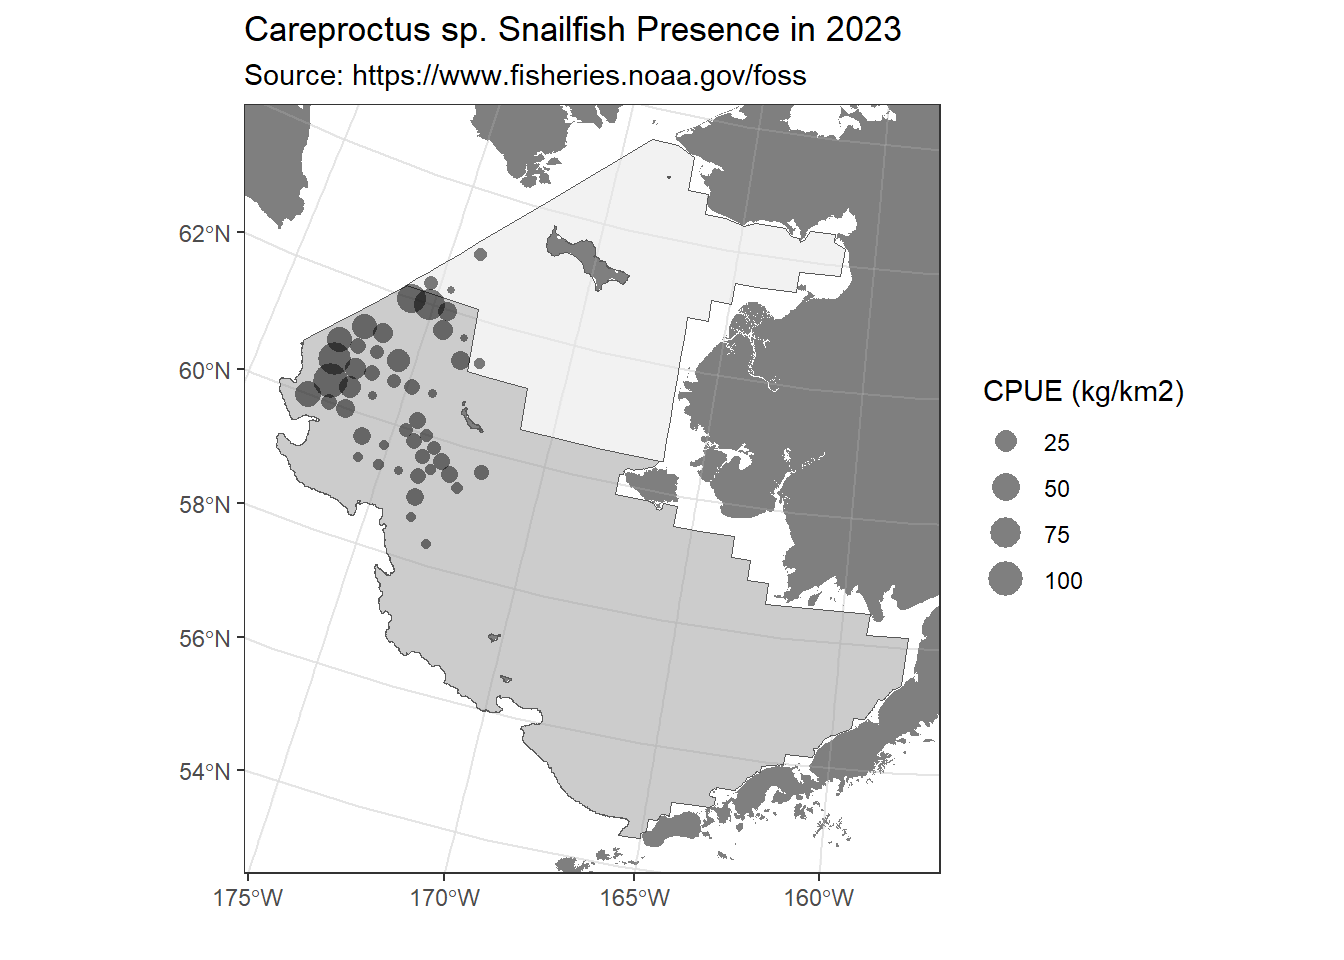 Careproctus sp. Snailfish Presence in 2023
Source: https://www.fisheries.noaa.gov/foss
62°N
60°N
58°N
56°N
54°N
175°W
170°W
165°W
160°W
CPUE (kg/km2)
25
50
75
100